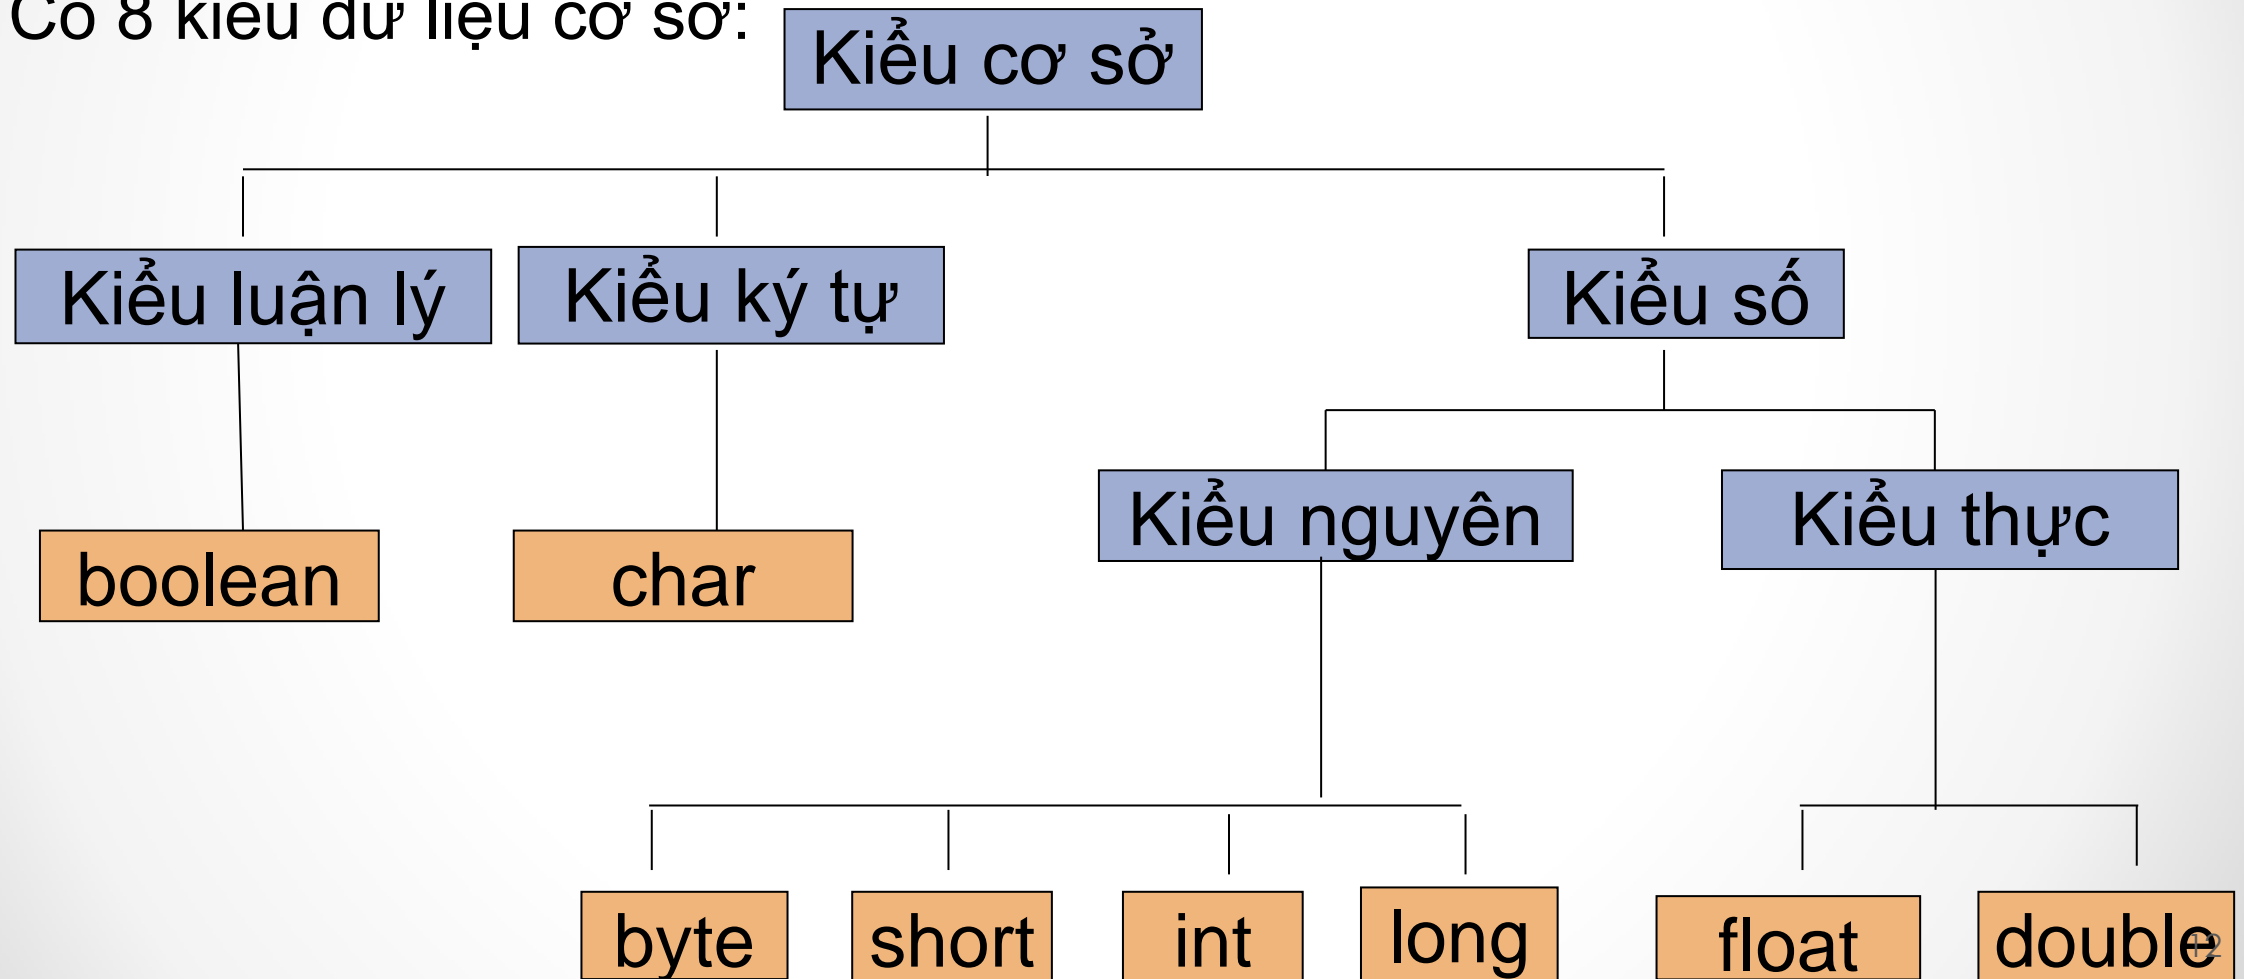 Có 8 kiểu dữ liệu cơ sở:
Kiểu cơ sở
Kiểu luận lý
Kiểu ký tự
Kiểu số
Kiểu nguyên
Kiểu thực
boolean
char
byte
short
int
long
float
double
12